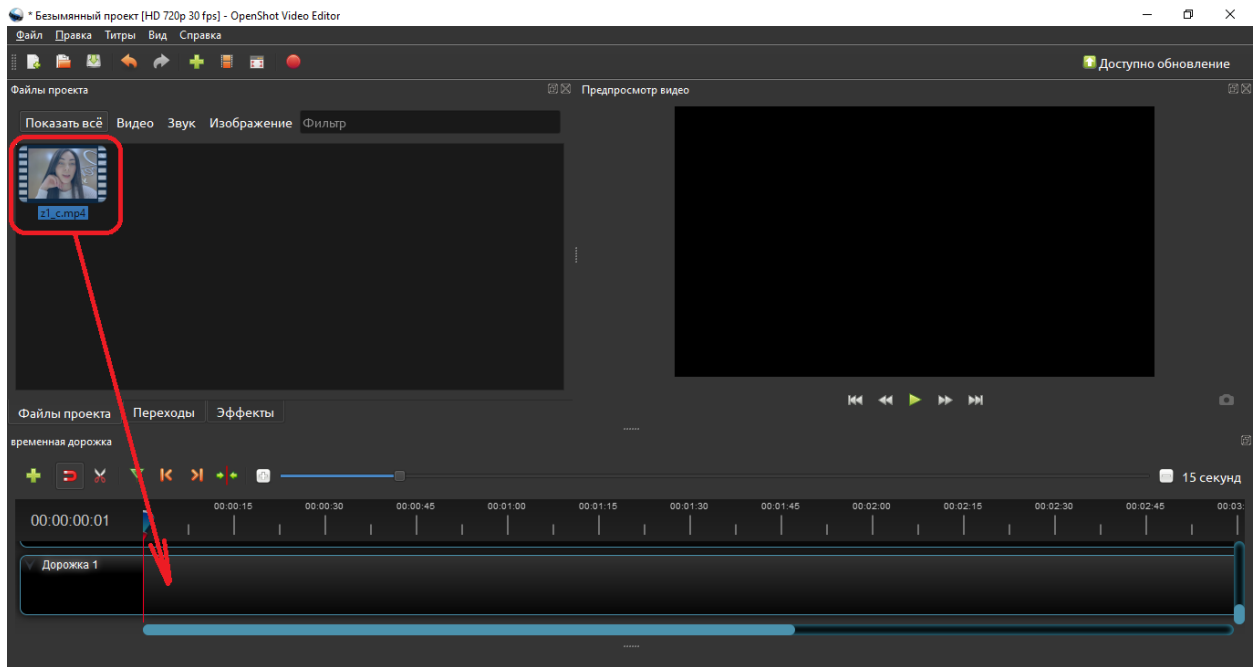 * Безымянный проект [HD 720p 30 fps] - OpenShot Video Editor
Файл Правка Титры Вид Справка
Доступно обновление
Файлы проекта
Предпросмотр видео
Показать всё Видео Звук Изображение Фильтр
z1_c.mp4
Файлы проекта Переходы Эффекты
временная дорожка
15 секунд
00:00:00:01
00:00:15 00:00:30 00:00:45 00:01:00 00:01:15 00:01:30 00:01:45 00:02:00 00:02:15 00:02:30 00:02:45 00:03:
Дорожка 1